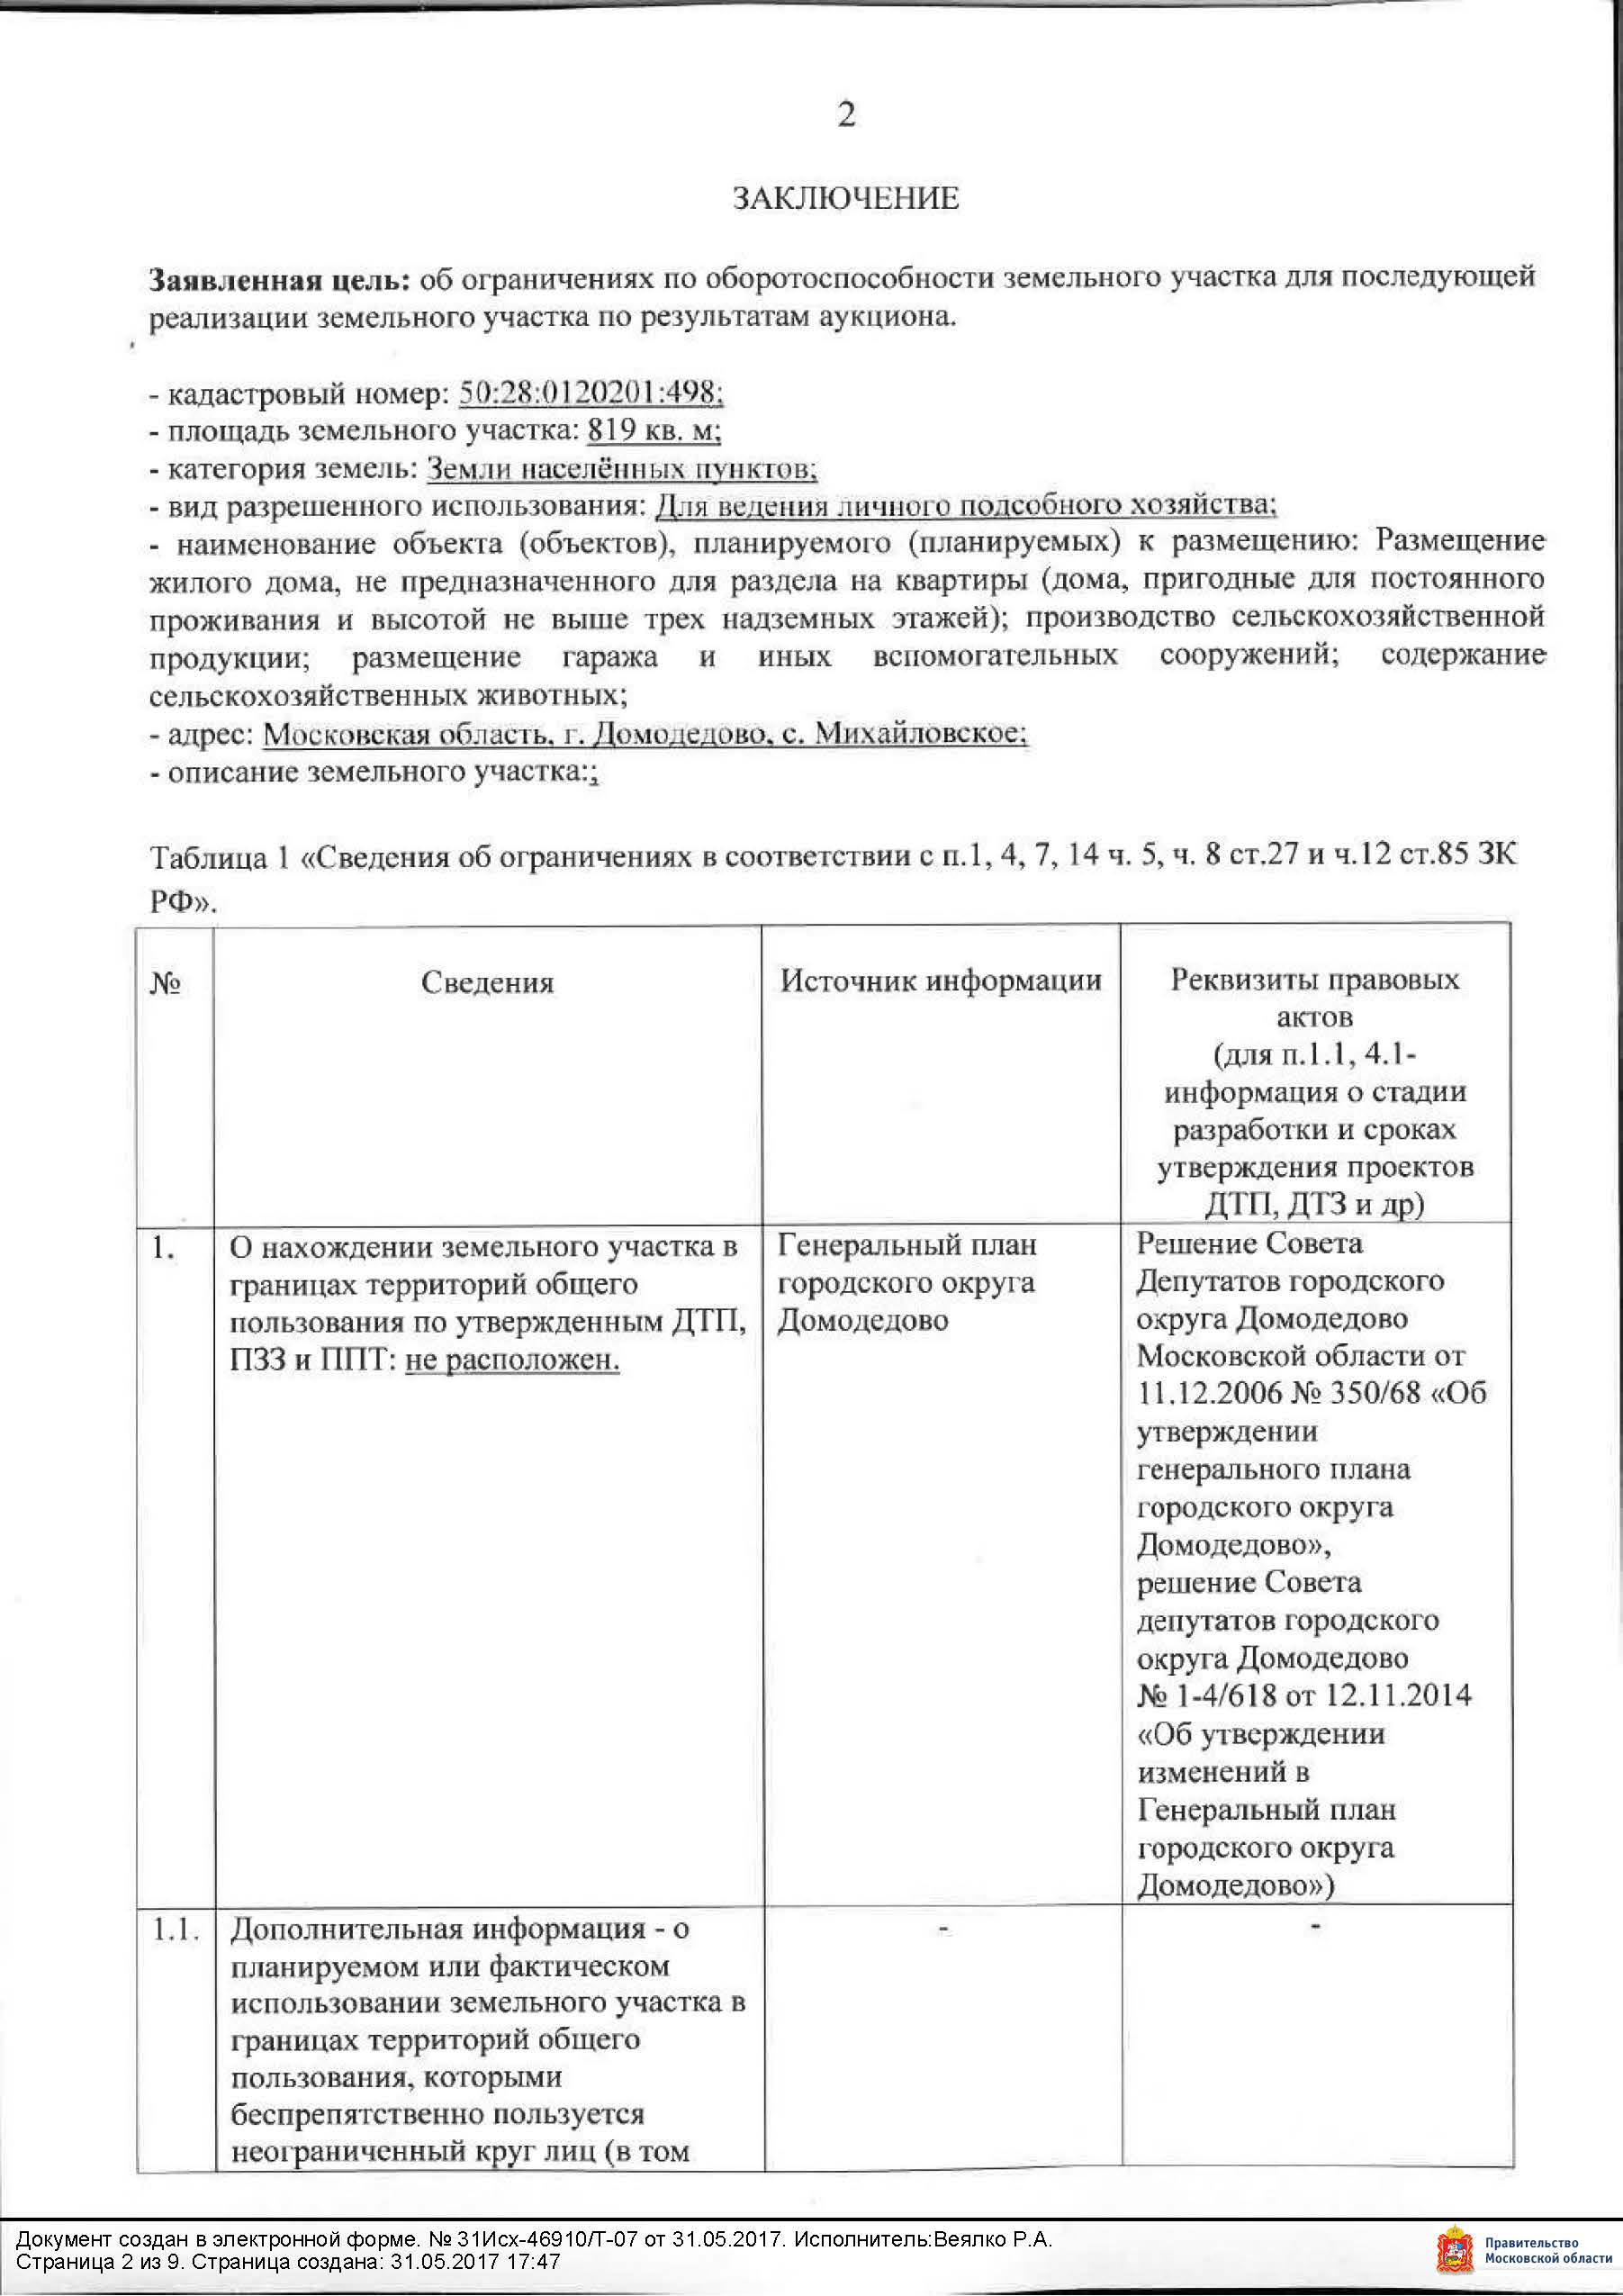 2
ЗАКЛЮЧЕНИЕ
Заявленная цель: об ограничениях по оборотоспособности земельного участка для последующей
реализации земельного участка по результатам аукциона.
- кадастровый номер: 50:28:0120201:498;
- площадь земельного участка: 819 кв. м;
- категория земель: Земли населённых пунктов;
- вид разрешенного использования: Для ведения личного подсобного хозяйства;
- наименование объекта (объектов), планируемого (планируемых) к размещению: Размещение
жилого дома, не предназначенного для раздела на квартиры (дома, пригодные для постоянного
проживания и высотой не выше трех надземных этажей); производство сельскохозяйственной
продукции; размещение гаража и иных вспомогательных сооружений; содержание
сельскохозяйственных животных;
- адрес: Московская область, г. Домодедово, с. Михайловское;
- описание земельного участка:;
Таблица 1 «Сведения об ограничениях в соответствии с п.1, 4, 7, 14 ч. 5, ч. 8 ст.27 и ч.12 ст.85 ЗК
РФ».
№
Сведения
Источник информации
Реквизиты правовых
актов
(для п.1.1, 4.1-
информация о стадии
разработки и сроках
утверждения проектов
ДТП, ДТЗ и др)
1.
О нахождении земельного участка в
границах территорий общего
пользования по утвержденным ДТП,
ПЗЗ и ППТ: не расположен.
Генеральный план
городского округа
Домодедово
Решение Совета
Депутатов городского
округа Домодедово
Московской области от
11.12.2006 № 350/68 «Об
утверждении
генерального плана
городского округа
Домодедово»,
решение Совета
депутатов городского
округа Домодедово
№ 1-4/618 от 12.11.2014
«Об утверждении
изменений в
Генеральный план
городского округа
Домодедово»)
1.1.
Дополнительная информация - о
планируемом или фактическом
использовании земельного участка в
границах территорий общего
пользования, которыми
беспрепятственно пользуется
неограниченный круг лиц (в том
-
-
Документ создан в электронной форме. № 31Исх-46910/Т-07 от 31.05.2017. Исполнитель:Веялко Р.А.
Страница 2 из 9. Страница создана: 31.05.2017 17:47
Правительство
Московской области